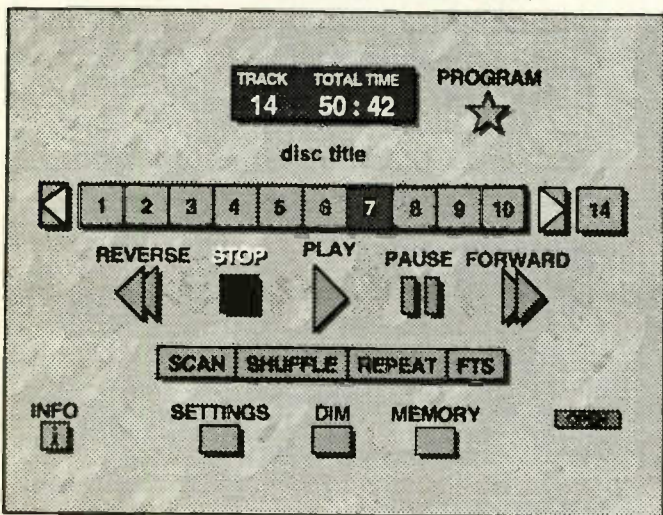 TRACK TOTAL TIME PROGRAM
14 50 : 42
disc title
1 2 3 4 5 6 7 8 9 10 14
REVERSE STOP PLAY PAUSE FORWARD
SCAN SHUFFLE REPEAT FTS
INFO SETTINGS DIM MEMORY OPEN
i